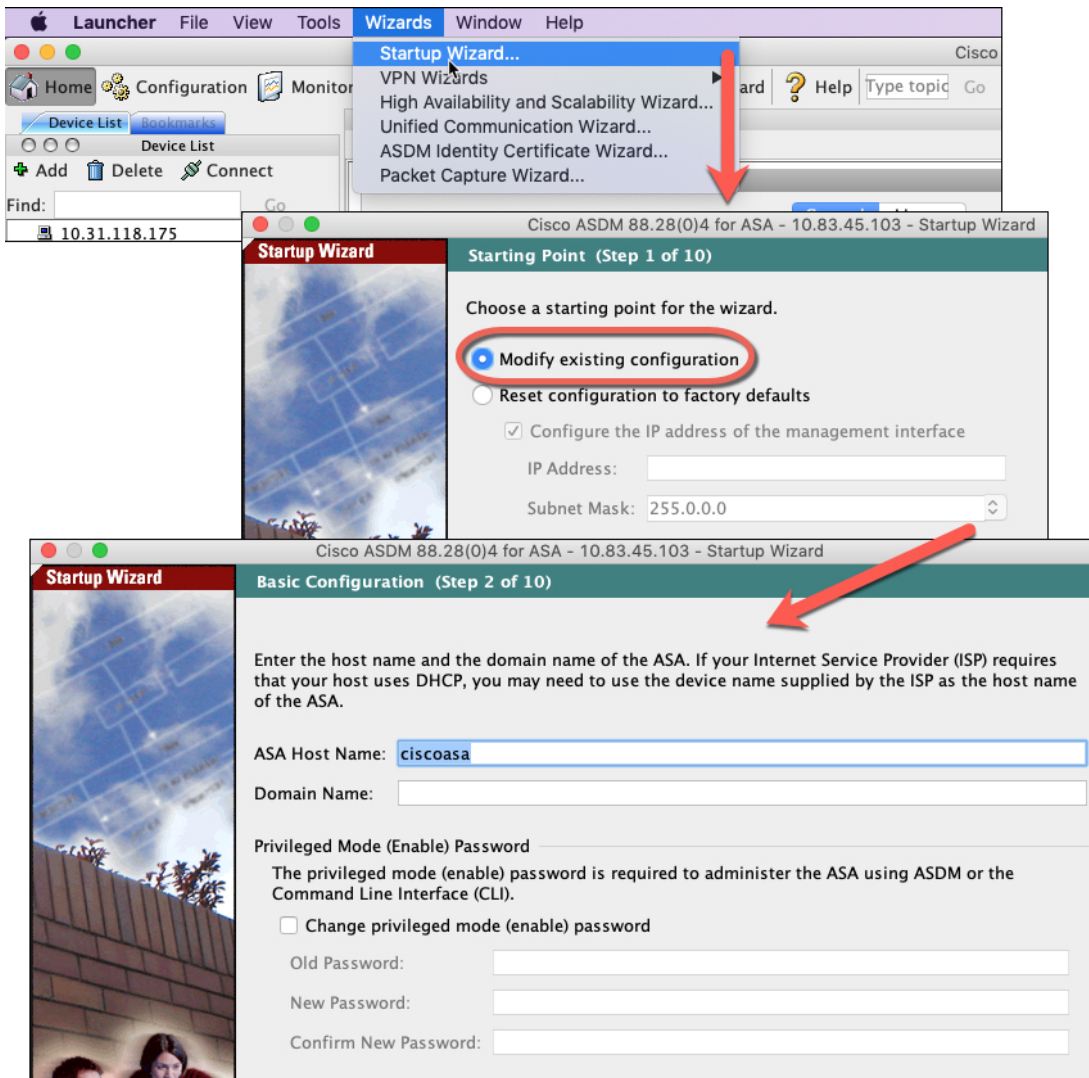 Launcher File View Tools Wizards Window Help
Startup Wizard...
VPN Wizards
High Availability and Scalability Wizard...
Unified Communication Wizard...
ASDM Identity Certificate Wizard...
Packet Capture Wizard...
Cisco
Home Configuration Monitor ard Help Type topic Go
Device List Bookmarks
Device List
Add Delete Connect
Find: Go
10.31.118.175
Cisco ASDM 88.28(0)4 for ASA - 10.83.45.103 - Startup Wizard
Startup Wizard
Starting Point (Step 1 of 10)
Choose a starting point for the wizard.
Modify existing configuration
Reset configuration to factory defaults
Configure the IP address of the management interface
IP Address:
Subnet Mask: 255.0.0.0
Cisco ASDM 88.28(0)4 for ASA - 10.83.45.103 - Startup Wizard
Startup Wizard
Basic Configuration (Step 2 of 10)
Enter the host name and the domain name of the ASA. If your Internet Service Provider (ISP) requires
that your host uses DHCP, you may need to use the device name supplied by the ISP as the host name
of the ASA.
ASA Host Name: ciscoasa
Domain Name:
Privileged Mode (Enable) Password
The privileged mode (enable) password is required to administer the ASA using ASDM or the
Command Line Interface (CLI).
Change privileged mode (enable) password
Old Password:
New Password:
Confirm New Password: